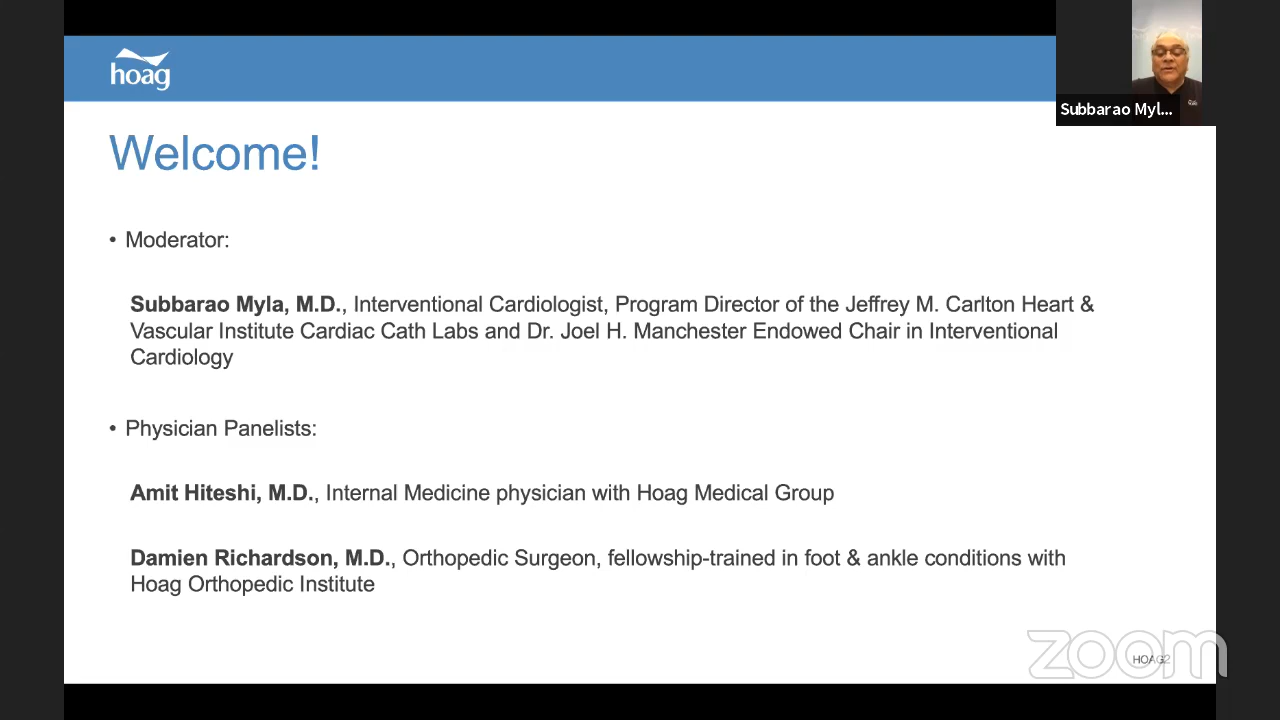 hoag
Subbarao Myl...
Welcome!
• Moderator:
Subbarao Myla, M.D., Interventional Cardiologist, Program Director of the Jeffrey M. Carlton Heart &
Vascular Institute Cardiac Cath Labs and Dr. Joel H. Manchester Endowed Chair in Interventional
Cardiology
• Physician Panelists:
Amit Hiteshi, M.D., Internal Medicine physician with Hoag Medical Group
Damien Richardson, M.D., Orthopedic Surgeon, fellowship-trained in foot & ankle conditions with
Hoag Orthopedic Institute
zoom
HOAG2